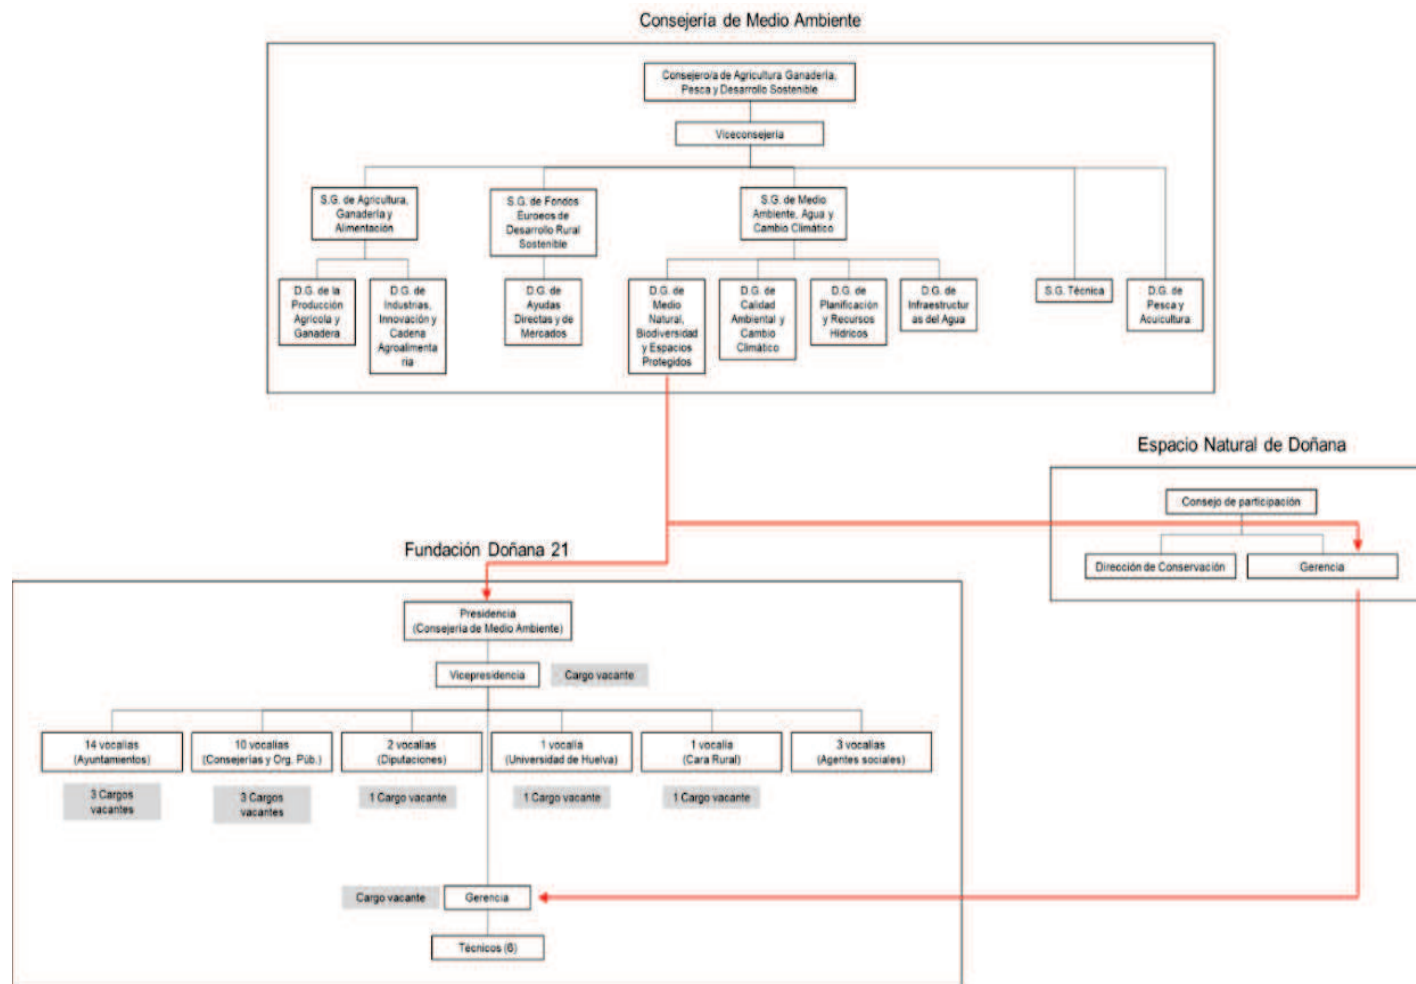 Consejería de Medio Ambiente
Consejero/a de Agricultura Ganadería,
Pesca y Desarrollo Sostenible
Viceconsejería
S.G. de Agricultura,
Ganadería y
Alimentación
S.G. de Fondos
Euroeos de
Desarrollo Rural
Sostenible
S.G. de Medio
Ambiente, Agua y
Cambio Climático
D.G. de la
Producción
Agrícola y
Ganadera
D.G. de
Industrias,
Innovación y
Cadena
Agroalimenta
ria
D.G. de
Ayudas
Directas y de
Mercados
D.G. de
Medio
Natural,
Biodiversidad
y Espacios
Protegidos
D.G. de
Calidad
Ambiental y
Cambio
Climático
D.G. de
Planificación
y Recursos
Hídricos
D.G. de
Infraestructur
as del Agua
S.G. Técnica
D.G. de
Pesca y
Acuicultura
Espacio Natural de Doñana
Consejo de participación
Dirección de Conservación
Gerencia
Fundación Doñana 21
Presidencia
(Consejería de Medio Ambiente)
Vicepresidencia
Cargo vacante
14 vocalías
(Ayuntamientos)
10 vocalías
(Consejerías y Org. Púb.)
2 vocalías
(Diputaciones)
1 vocalía
(Universidad de Huelva)
1 vocalía
(Cara Rural)
3 vocalías
(Agentes sociales)
3 Cargos
vacantes
3 Cargos
vacantes
1 Cargo vacante
1 Cargo vacante
1 Cargo vacante
Cargo vacante
Gerencia
Técnicos (6)